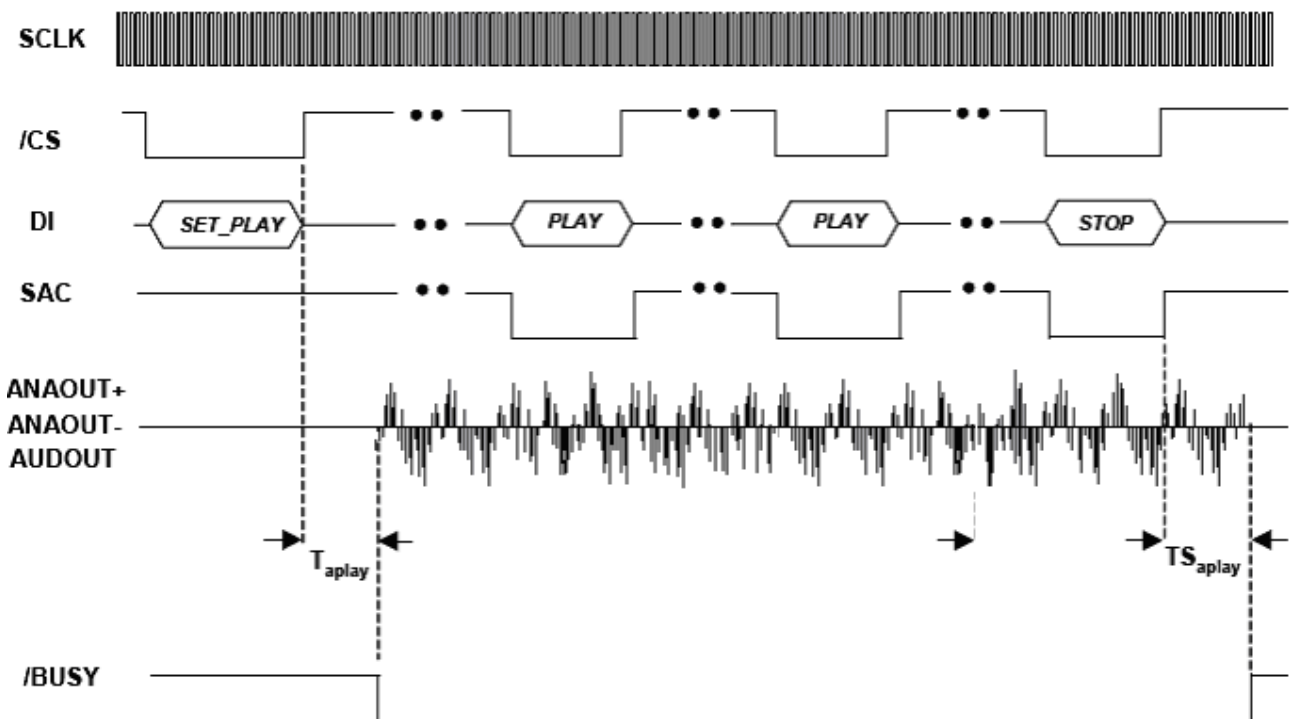 SCLK
/CS
DI SET_PLAY PLAY PLAY STOP
SAC
ANAOUT+
ANAOUT-
AUDOUT
Taplay TSaplay
/BUSY